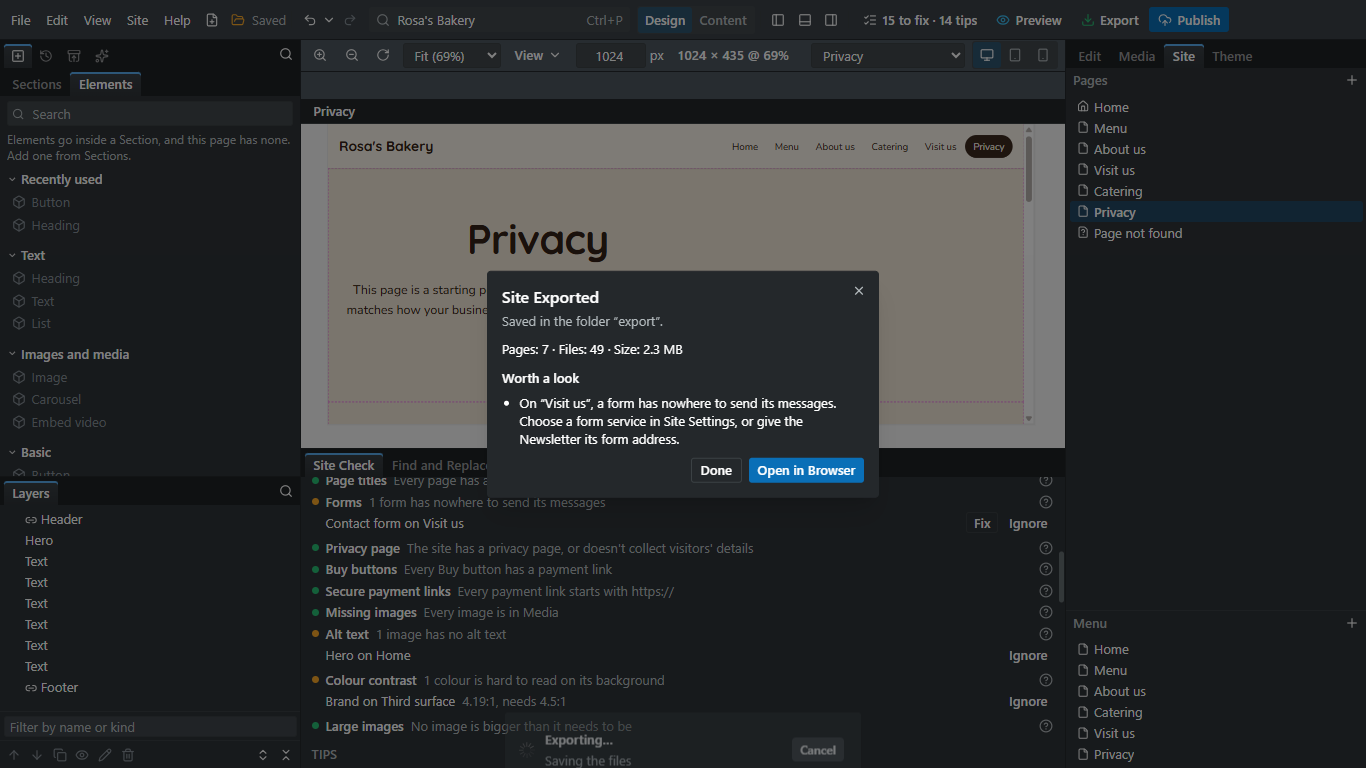 File Edit View Site Help Saved Rosa's Bakery Ctrl+P Design Content 15 to fix · 14 tips Preview Export Publish
Fit (69%) View 1024 px 1024 × 435 @ 69% Privacy
Edit Media Site Theme
Sections Elements
Search
Elements go inside a Section, and this page has none.
Add one from Sections.
Recently used
Button
Heading
Text
Heading
Text
List
Images and media
Image
Carousel
Embed video
Basic
Button
Layers
Header
Hero
Text
Text
Text
Text
Text
Text
Footer
Filter by name or kind
Privacy
Rosa's Bakery Home Menu About us Catering Visit us Privacy
Privacy
This page is a starting p
matches how your busine
Site Exported
Saved in the folder “export”.
Pages: 7 · Files: 49 · Size: 2.3 MB
Worth a look
• On “Visit us”, a form has nowhere to send its messages.
Choose a form service in Site Settings, or give the
Newsletter its form address.
Done Open in Browser
Site Check Find and Replac
Page titles Every page has a
Forms 1 form has nowhere to send its messages
Contact form on Visit us Fix Ignore
Privacy page The site has a privacy page, or doesn't collect visitors' details
Buy buttons Every Buy button has a payment link
Secure payment links Every payment link starts with https://
Missing images Every image is in Media
Alt text 1 image has no alt text
Hero on Home Ignore
Colour contrast 1 colour is hard to read on its background
Brand on Third surface 4.19:1, needs 4.5:1 Ignore
Large images No image is bigger than it needs to be
TIPS
Exporting...
Saving the files
Cancel
Pages
Home
Menu
About us
Visit us
Catering
Privacy
Page not found
Menu
Home
Menu
About us
Catering
Visit us
Privacy